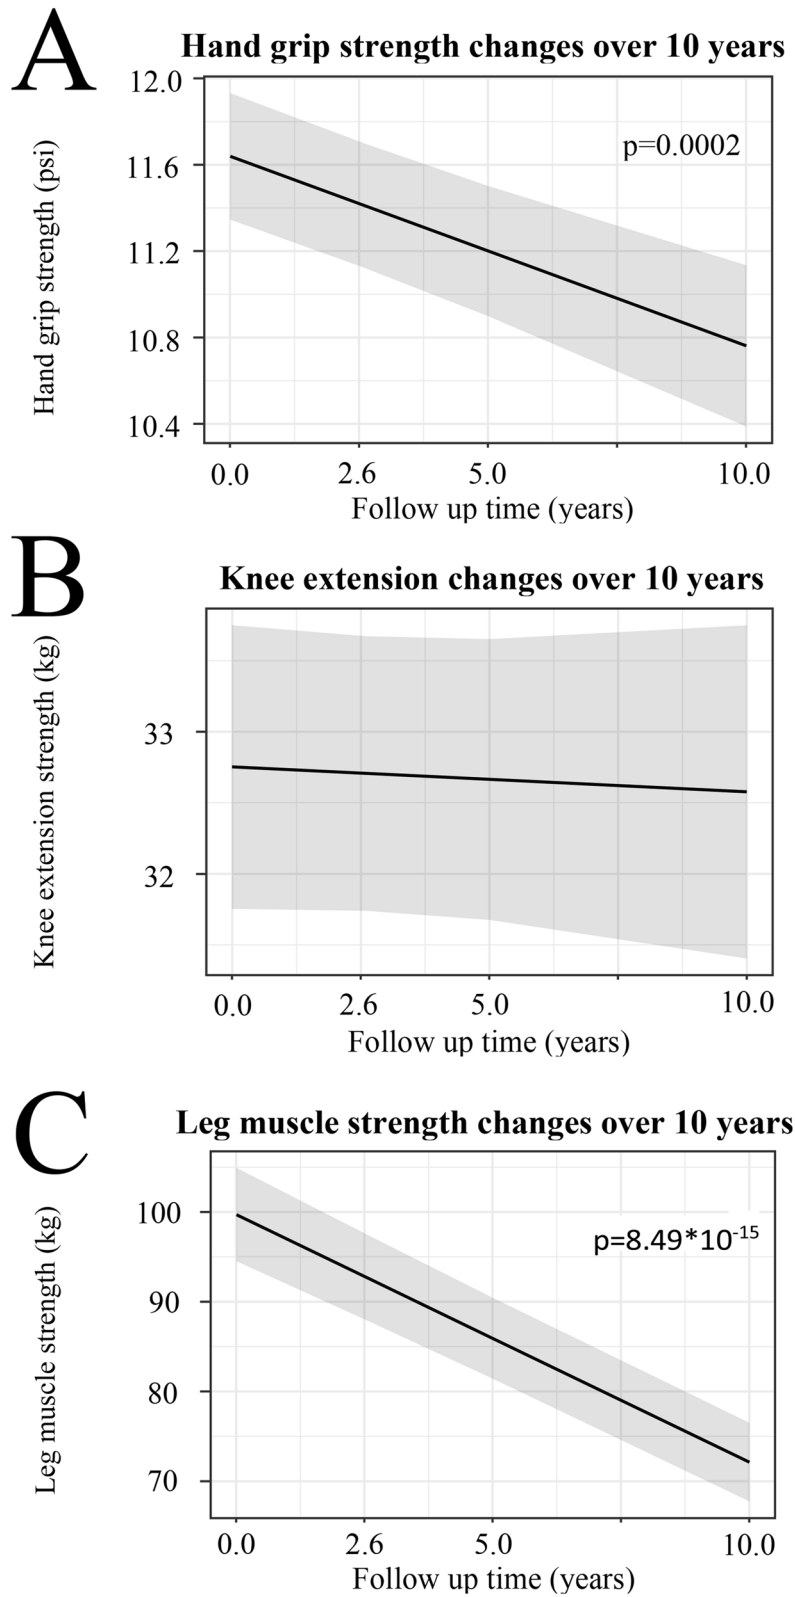 A
Hand grip strength changes over 10 years
Hand grip strength (psi)
12.0
11.6
11.2
10.8
10.4
p=0.0002
0.0 2.6 5.0 10.0
Follow up time (years)
B
Knee extension changes over 10 years
Knee extension strength (kg)
33
32
0.0 2.6 5.0 10.0
Follow up time (years)
C
Leg muscle strength changes over 10 years
Leg muscle strength (kg)
100
90
80
70
p=8.49*10⁻¹⁵
0.0 2.6 5.0 10.0
Follow up time (years)